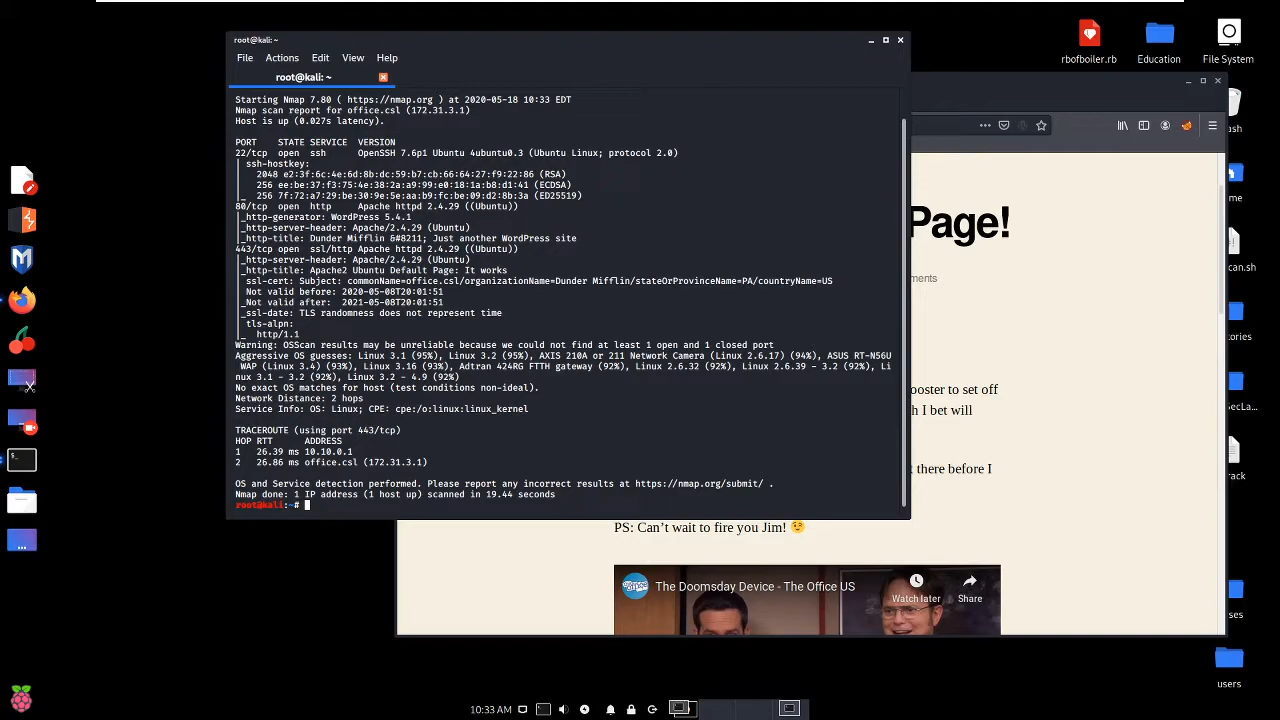 root@kali: ~
File Actions Edit View Help
root@kali: ~
Starting Nmap 7.80 ( https://nmap.org ) at 2020-05-18 10:33 EDT
Nmap scan report for office.csl (172.31.3.1)
Host is up (0.027s latency).
PORT STATE SERVICE VERSION
22/tcp open ssh OpenSSH 7.6p1 Ubuntu 4ubuntu0.3 (Ubuntu Linux; protocol 2.0)
| ssh-hostkey:
| 2048 e2:3f:6c:4e:6d:8b:dc:59:b7:cb:66:64:27:f9:22:86 (RSA)
| 256 ee:be:37:f3:75:4e:38:2a:a9:99:e0:18:1a:b8:d1:41 (ECDSA)
|_ 256 7f:72:a7:29:be:30:9e:5e:aa:b9:fc:be:09:d2:8b:3a (ED25519)
80/tcp open http Apache httpd 2.4.29 ((Ubuntu))
|_http-generator: WordPress 5.4.1
|_http-server-header: Apache/2.4.29 (Ubuntu)
|_http-title: Dunder Mifflin &#8211; Just another WordPress site
443/tcp open ssl/http Apache httpd 2.4.29 ((Ubuntu))
|_http-server-header: Apache/2.4.29 (Ubuntu)
|_http-title: Apache2 Ubuntu Default Page: It works
| ssl-cert: Subject: commonName=office.csl/organizationName=Dunder Mifflin/stateOrProvinceName=PA/countryName=US
| Not valid before: 2020-05-08T20:01:51
|_Not valid after: 2021-05-08T20:01:51
|_ssl-date: TLS randomness does not represent time
| tls-alpn:
|_ http/1.1
Warning: OSScan results may be unreliable because we could not find at least 1 open and 1 closed port
Aggressive OS guesses: Linux 3.1 (95%), Linux 3.2 (95%), AXIS 210A or 211 Network Camera (Linux 2.6.17) (94%), ASUS RT-N56U
WAP (Linux 3.4) (93%), Linux 3.16 (93%), Adtran 424RG FTTH gateway (92%), Linux 2.6.32 (92%), Linux 2.6.39 - 3.2 (92%), Li
nux 3.1 - 3.2 (92%), Linux 3.2 - 4.9 (92%)
No exact OS matches for host (test conditions non-ideal).
Network Distance: 2 hops
Service Info: OS: Linux; CPE: cpe:/o:linux:linux_kernel
TRACEROUTE (using port 443/tcp)
HOP RTT ADDRESS
1 26.39 ms 10.10.0.1
2 26.86 ms office.csl (172.31.3.1)
OS and Service detection performed. Please report any incorrect results at https://nmap.org/submit/ .
Nmap done: 1 IP address (1 host up) scanned in 19.44 seconds
root@kali:~#
rbofboiler.rb
Education
File System
ash
me
can.sh
tories
SecLa...
rack
ses
users
Page!
ments
ooster to set off
h I bet will
t there before I
PS: Can’t wait to fire you Jim! 😉
The Doomsday Device - The Office US
Watch later
Share
10:33 AM